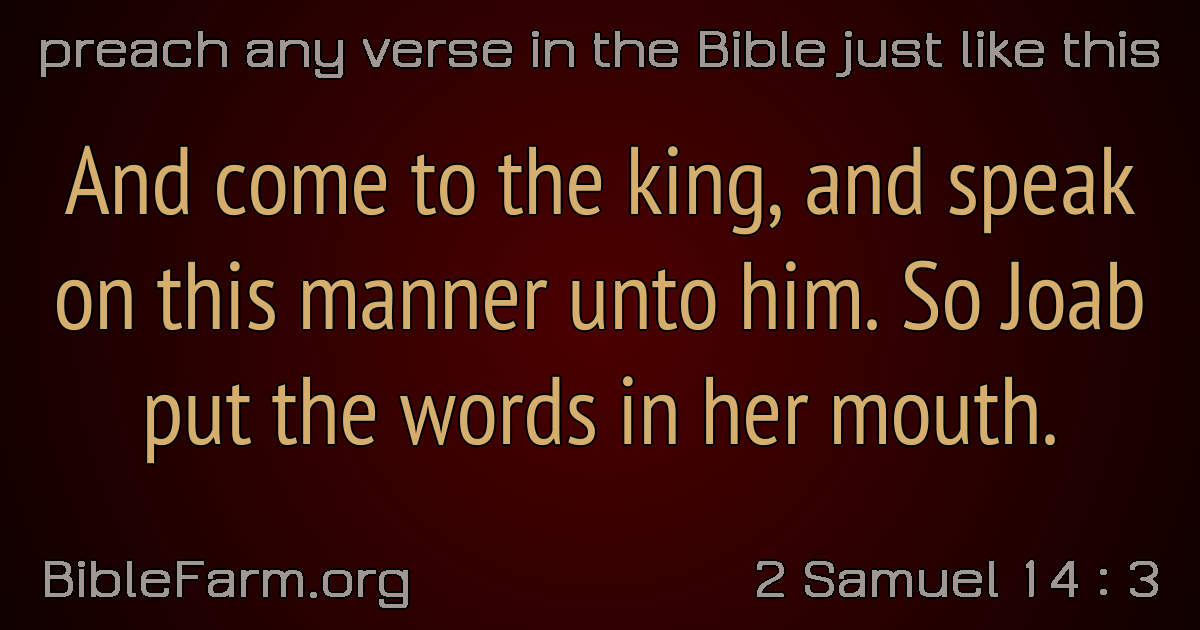 preach any verse in the Bible just like this
And come to the king, and speak
on this manner unto him. So Joab
put the words in her mouth.
BibleFarm.org
2 Samuel 14 : 3